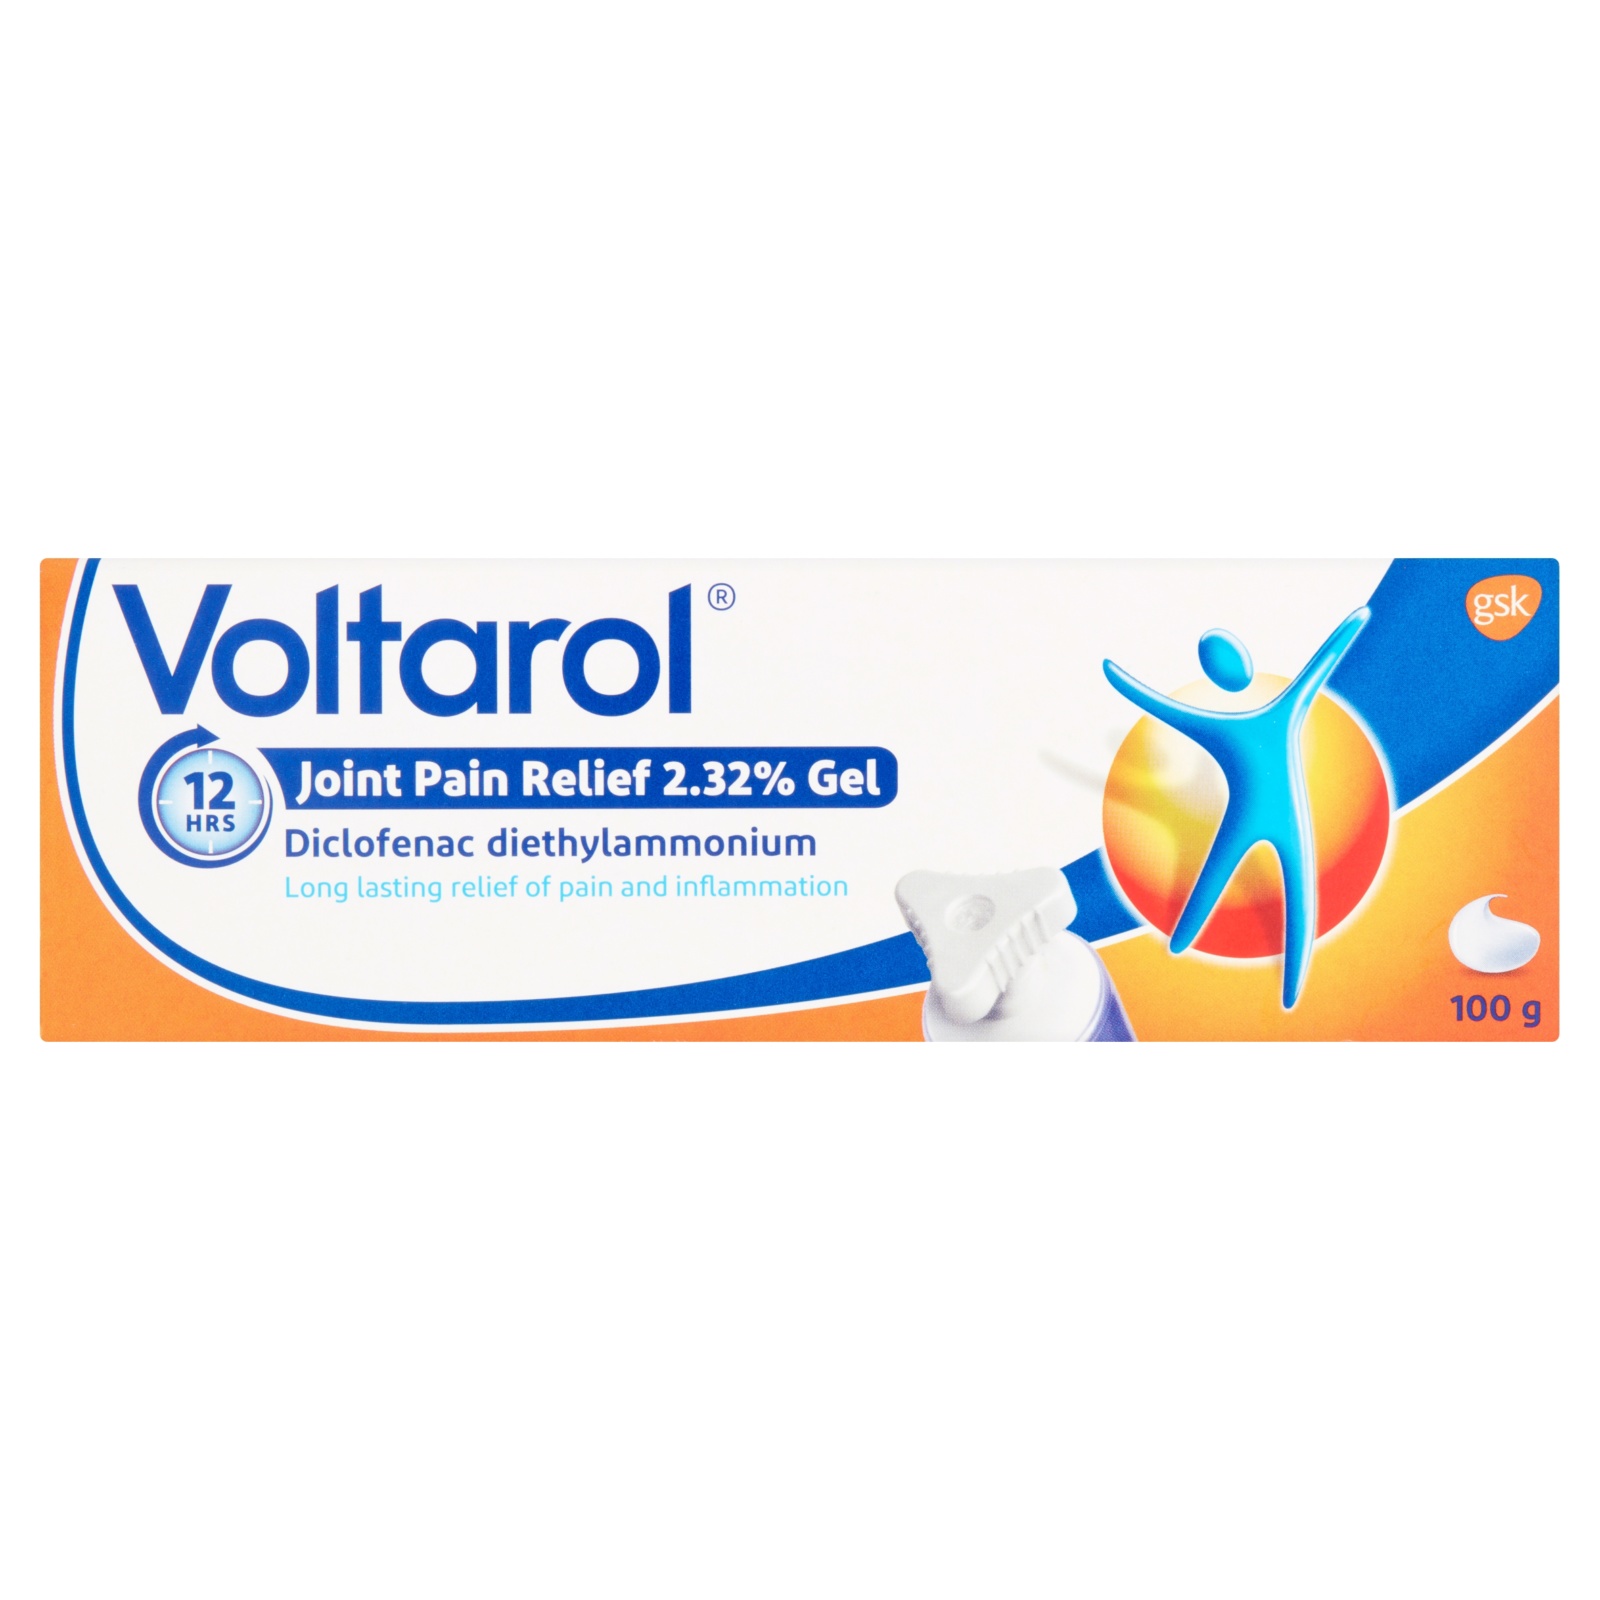 Voltarol®
gsk
12
HRS
Joint Pain Relief 2.32% Gel
Diclofenac diethylammonium
Long lasting relief of pain and inflammation
100 g